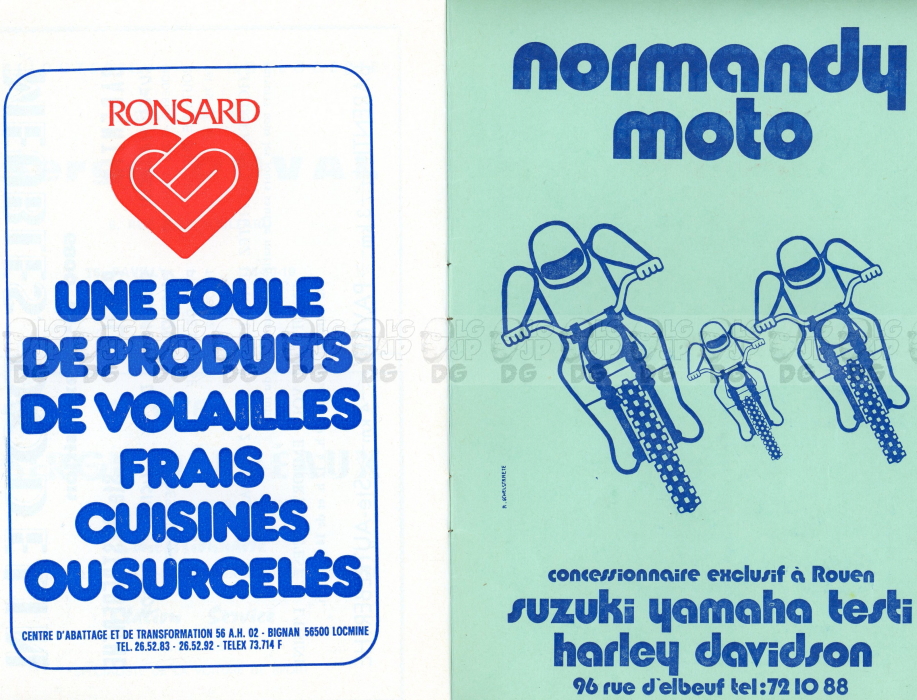 RONSARD
UNE FOULE
DE PRODUITS
DE VOLAILLES
FRAIS
CUISINÉS
OU SURGELÉS
CENTRE D'ABATTAGE ET DE TRANSFORMATION 56 A.H. 02 - BIGNAN 56500 LOCMINE
TEL. 26.52.83 - 26.52.92 - TELEX 73.714 F
normandy
moto
concessionnaire exclusif à Rouen
suzuki yamaha testi
harley davidson
96 rue d'elbeuf tel:72 10 88